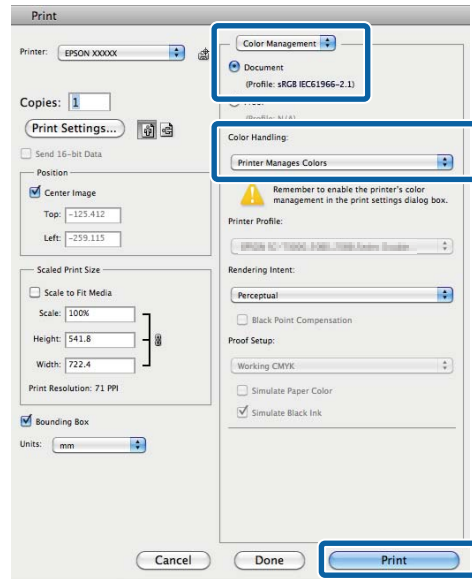 Print
Printer:
EPSON XXXXX
Copies:
1
Print Settings...
Send 16-bit Data
Position
Center Image
Top:
-125.412
Left:
-259.115
Scaled Print Size
Scale to Fit Media
Scale:
100%
Height:
541.8
Width:
722.4
Print Resolution: 71 PPI
Bounding Box
Units:
mm
Color Management
Document
(Profile: sRGB IEC61966-2.1)
Color Handling:
Printer Manages Colors
Remember to enable the printer's color
management in the print settings dialog box.
Printer Profile:
Rendering Intent:
Perceptual
Black Point Compensation
Proof Setup:
Working CMYK
Simulate Paper Color
Simulate Black Ink
Cancel
Done
Print